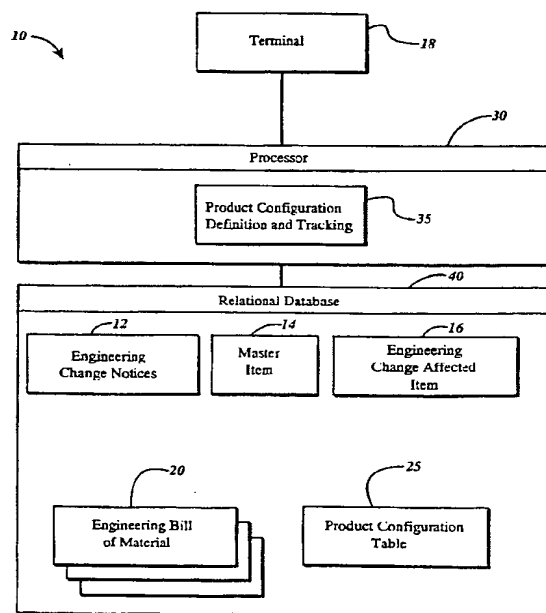 10
Terminal
18
30
Processor
Product Configuration
Definition and Tracking
35
40
Relational Database
12
14
16
Engineering
Change Notices
Master
Item
Engineering
Change Affected
Item
20
25
Engineering Bill
of Material
Product Configuration
Table